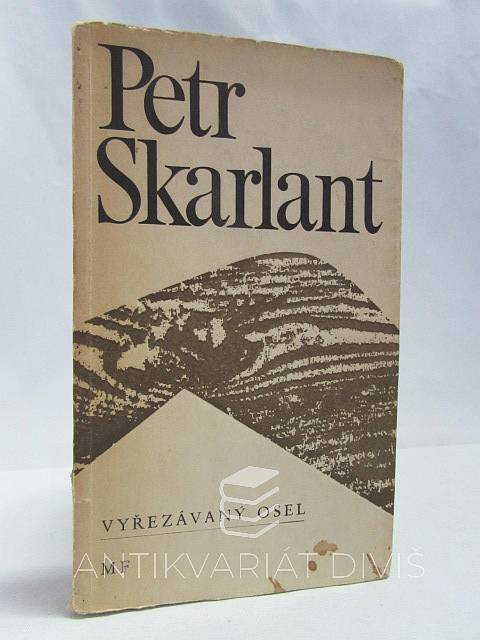 Petr
Skarlant
VYŘEZÁVANÝ OSEL
MF
ANTIKVARIÁT DIVIŠ